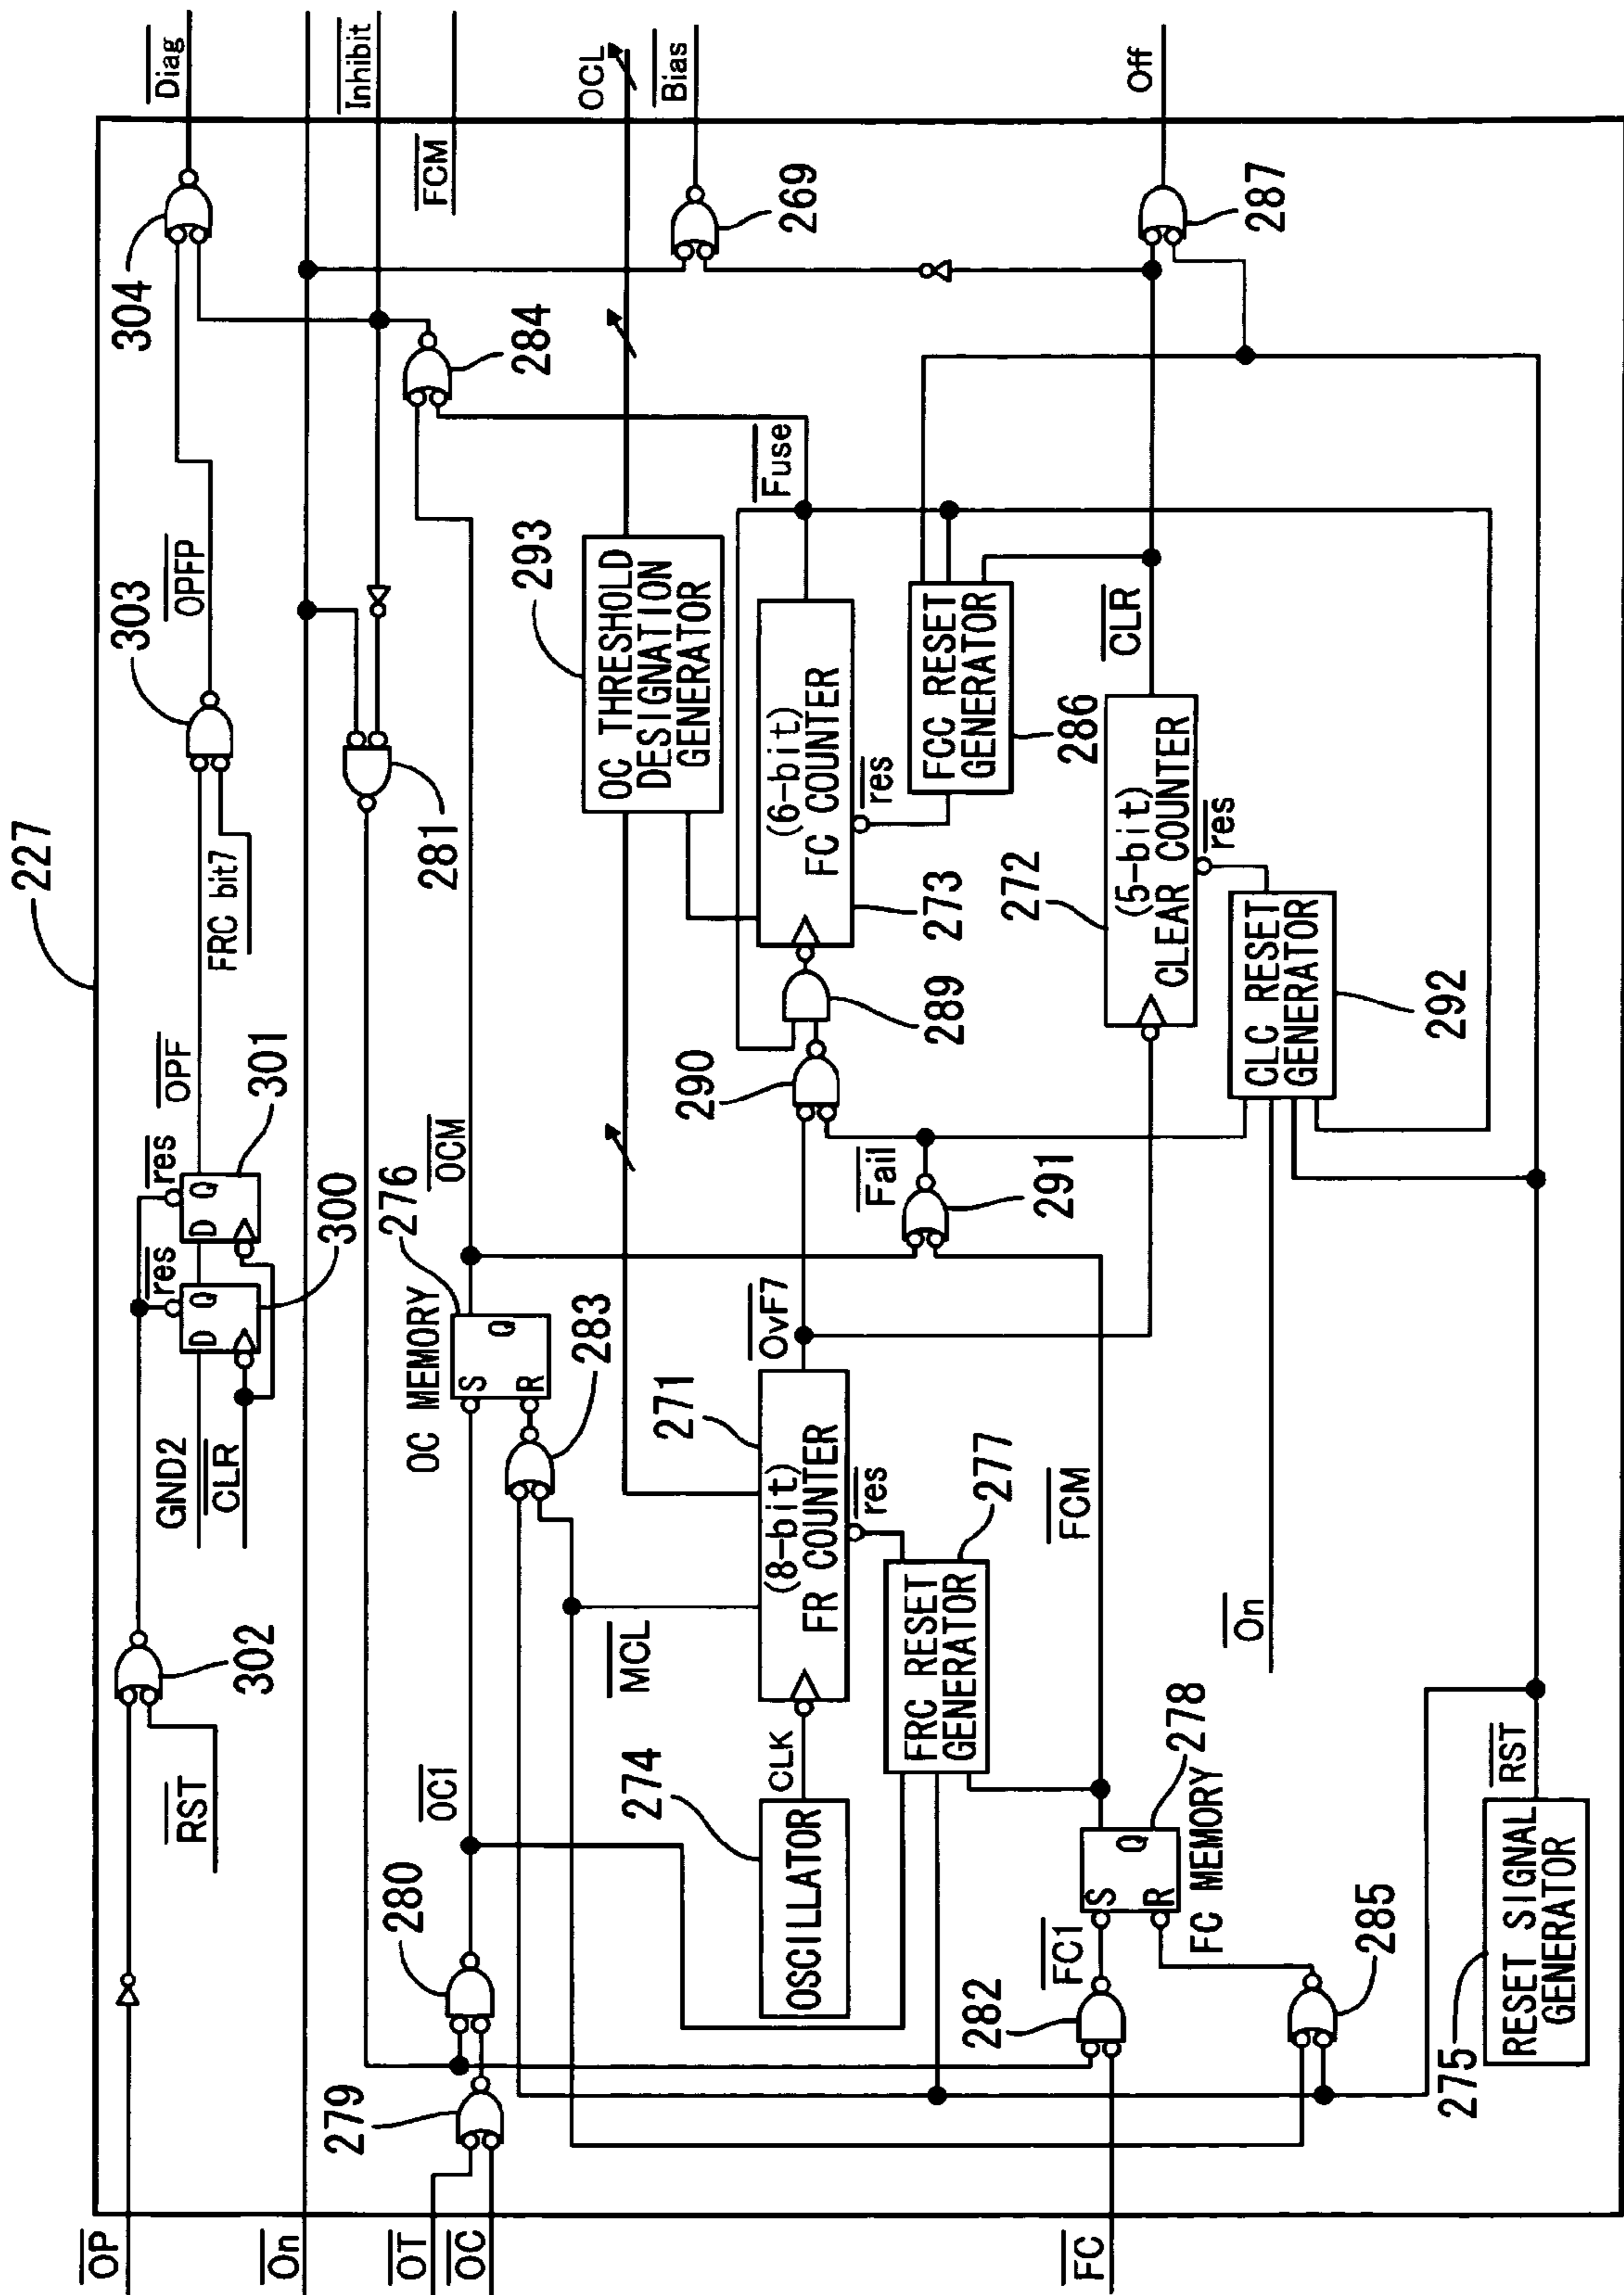 227
OP
On
OT
OC
FC
Diag
Inhibit
FCM
OCL
Bias
Off
304
303
OPFP
FRC bit7
OPF
301
res
D Q
res
D Q
300
GND2
CLR
302
RST
281
284
269
287
293
OC THRESHOLD
DESIGNATION
GENERATOR
Fuse
OCM
276
OC MEMORY
S
Q
R
283
OC1
280
279
MCL
271
(8-bit)
FR COUNTER
res
OvF7
CLK
274
OSCILLATOR
277
FRC RESET
GENERATOR
273
(6-bit)
FC COUNTER
res
289
290
Fail
291
FCC RESET
GENERATOR
286
CLR
272
(5-bit)
CLEAR COUNTER
res
292
CLC RESET
GENERATOR
On
FCM
278
FC MEMORY
S
Q
R
FC1
282
285
275
RESET SIGNAL
GENERATOR
RST